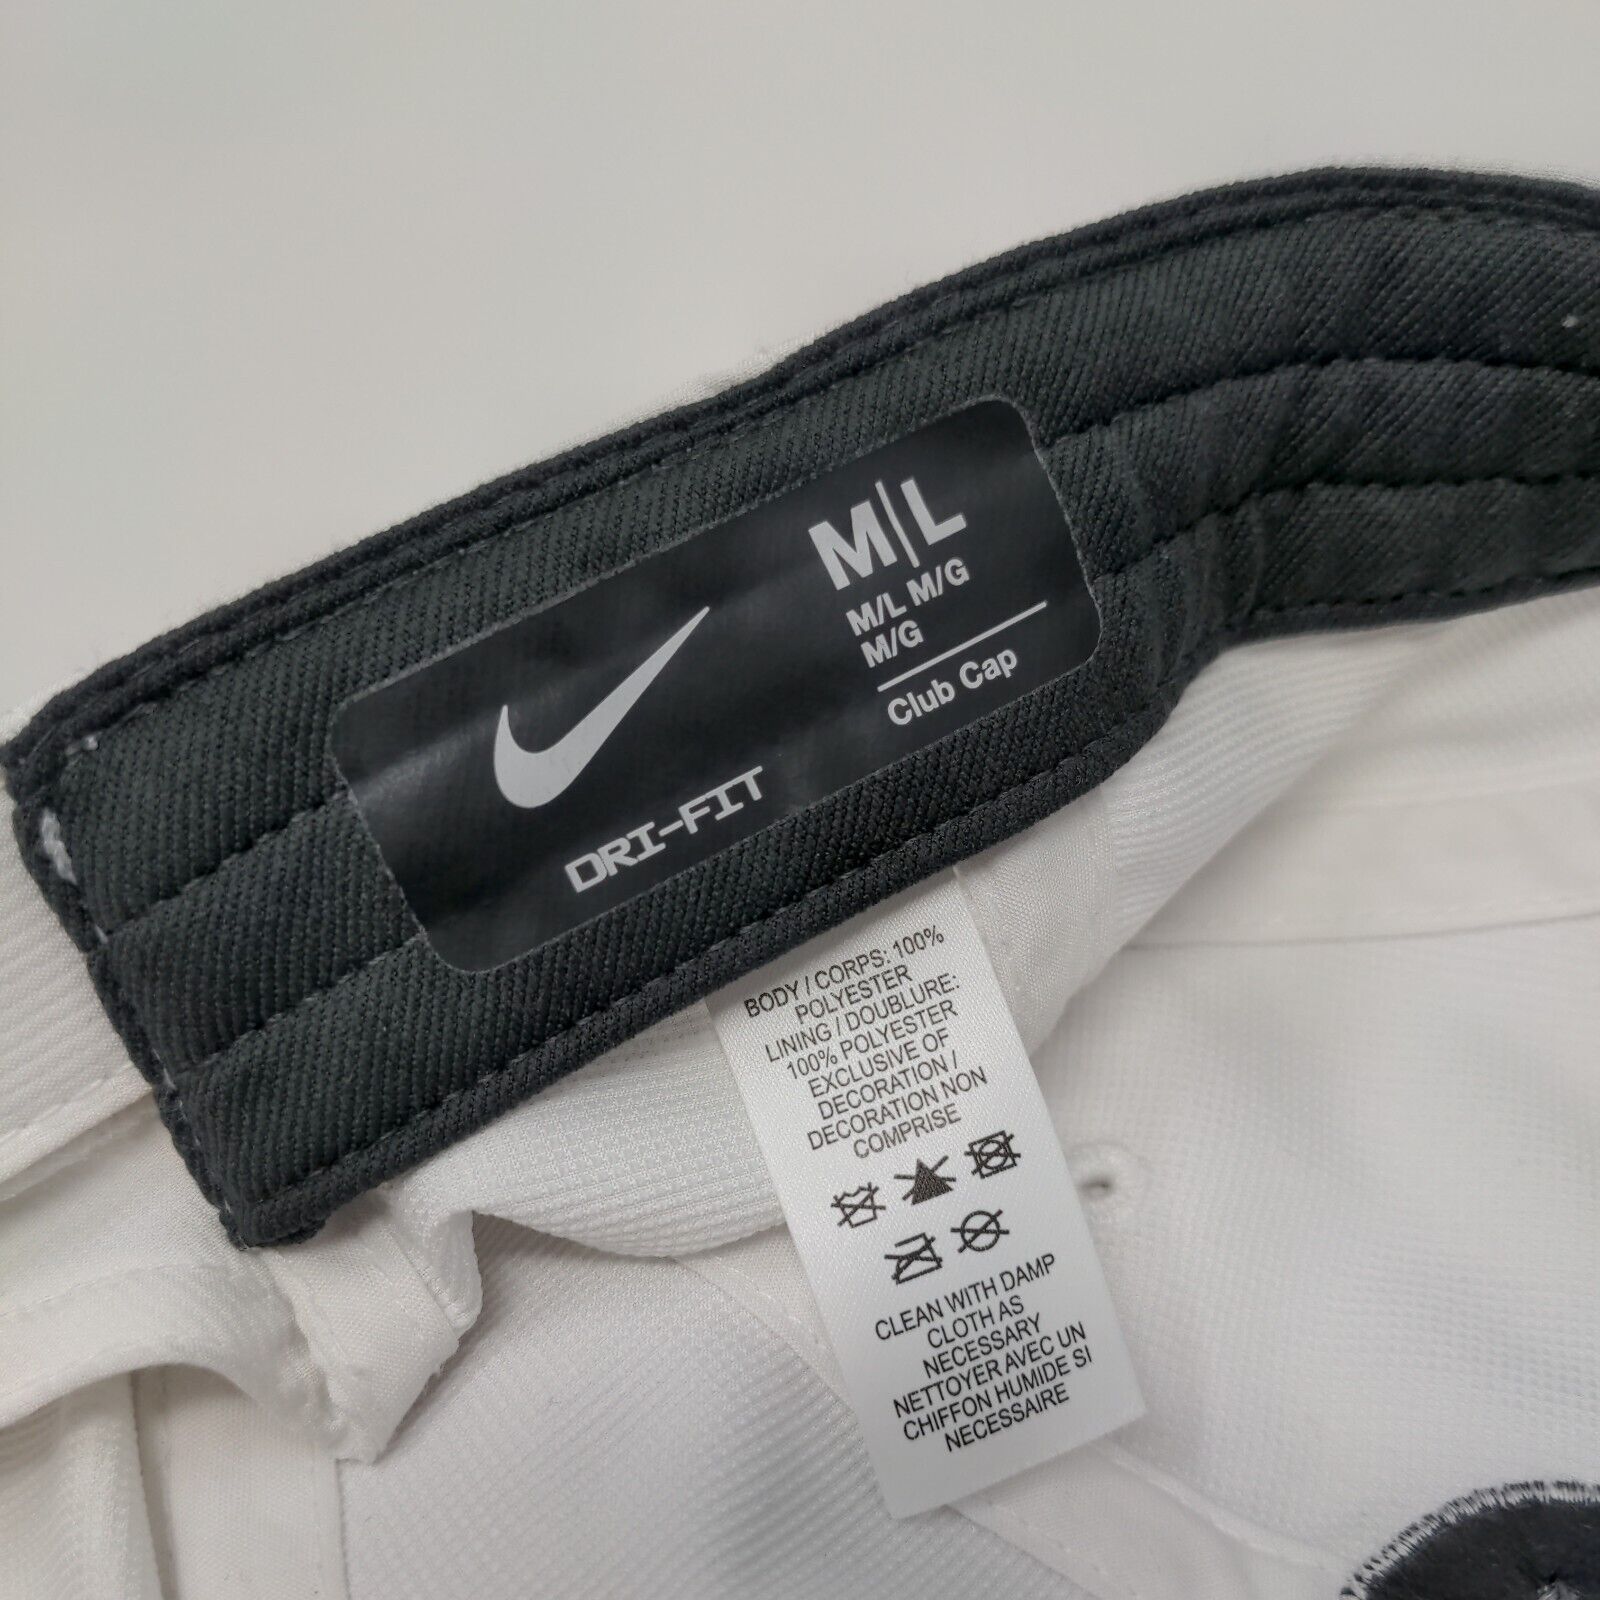 M|L
M/L M/G
M/G
Club Cap
DRI-FIT
BODY / CORPS: 100%
POLYESTER
LINING / DOUBLURE:
100% POLYESTER
EXCLUSIVE OF
DECORATION /
DECORATION NON
COMPRISE
CLEAN WITH DAMP
CLOTH AS
NECESSARY
NETTOYER AVEC UN
CHIFFON HUMIDE SI
NECESSAIRE